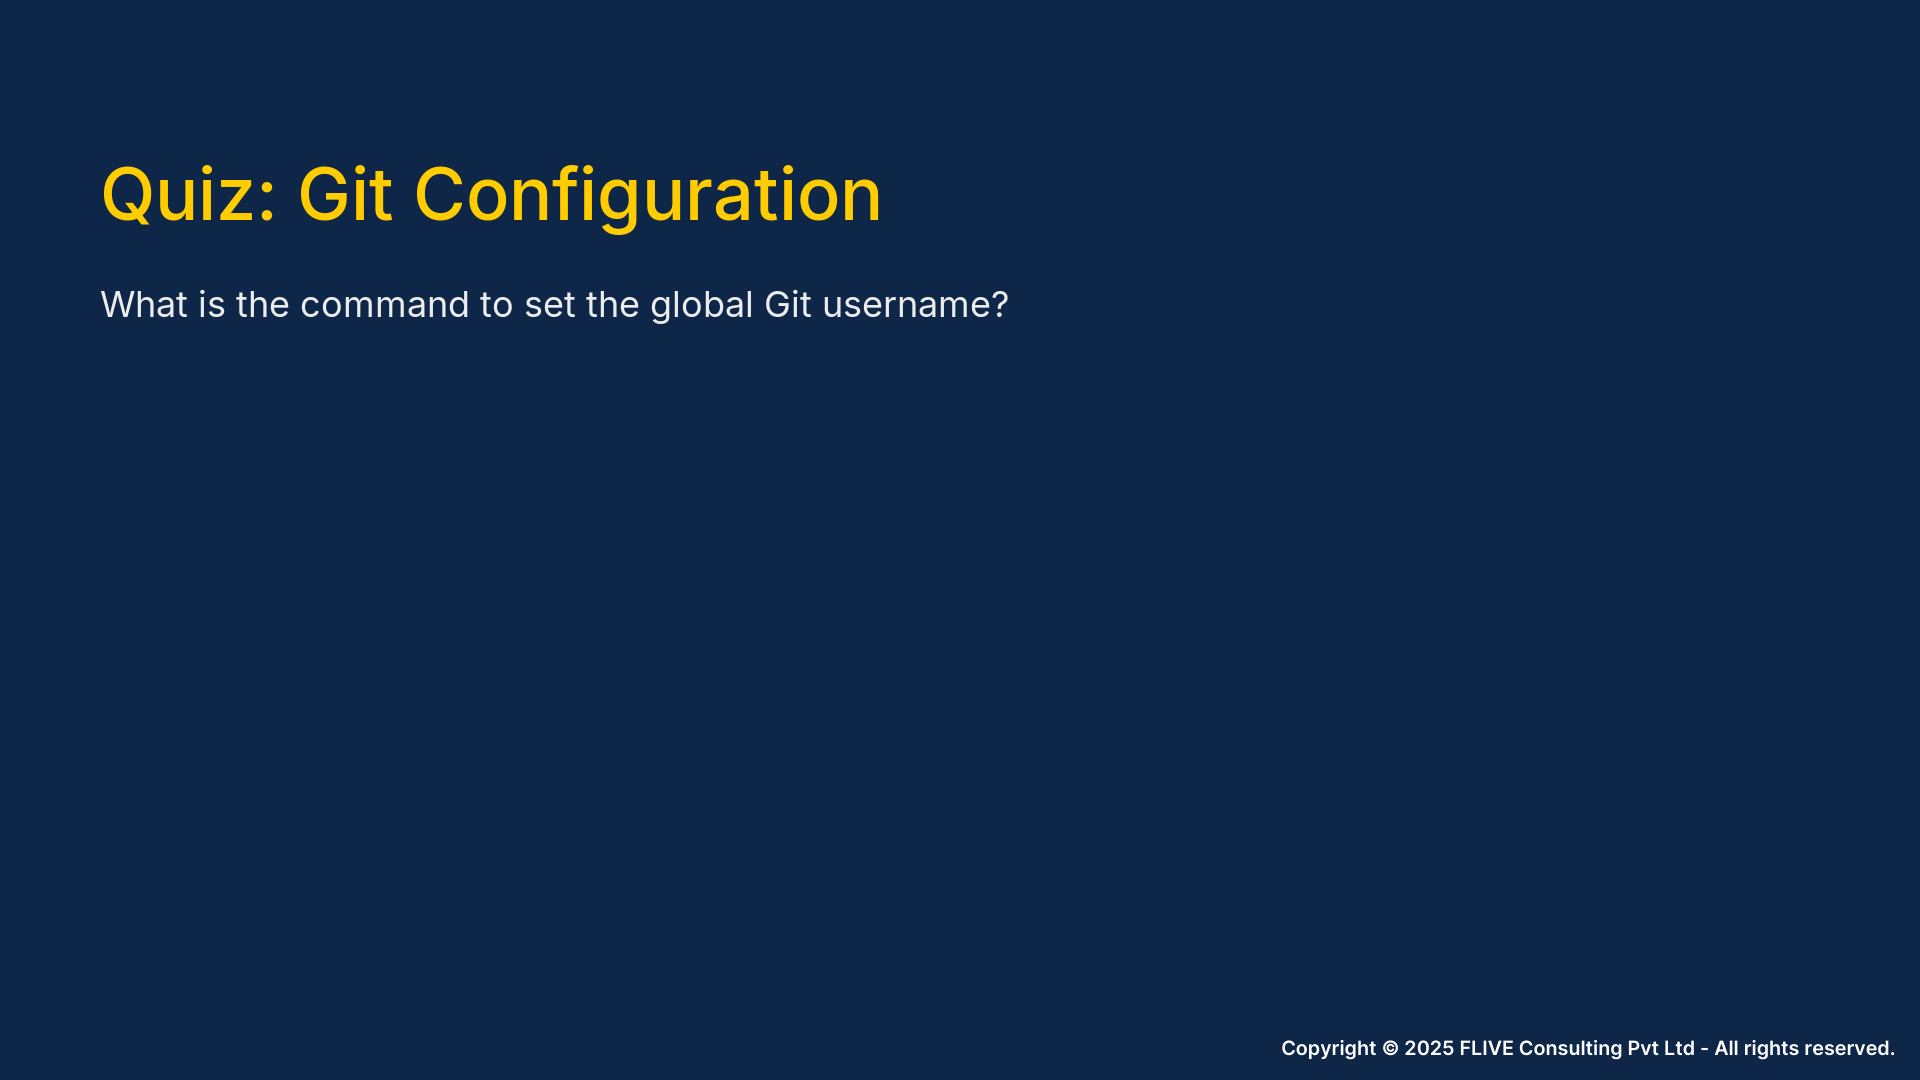 Quiz: Git Configuration
What is the command to set the global Git username?
Copyright © 2025 FLIVE Consulting Pvt Ltd - All rights reserved.